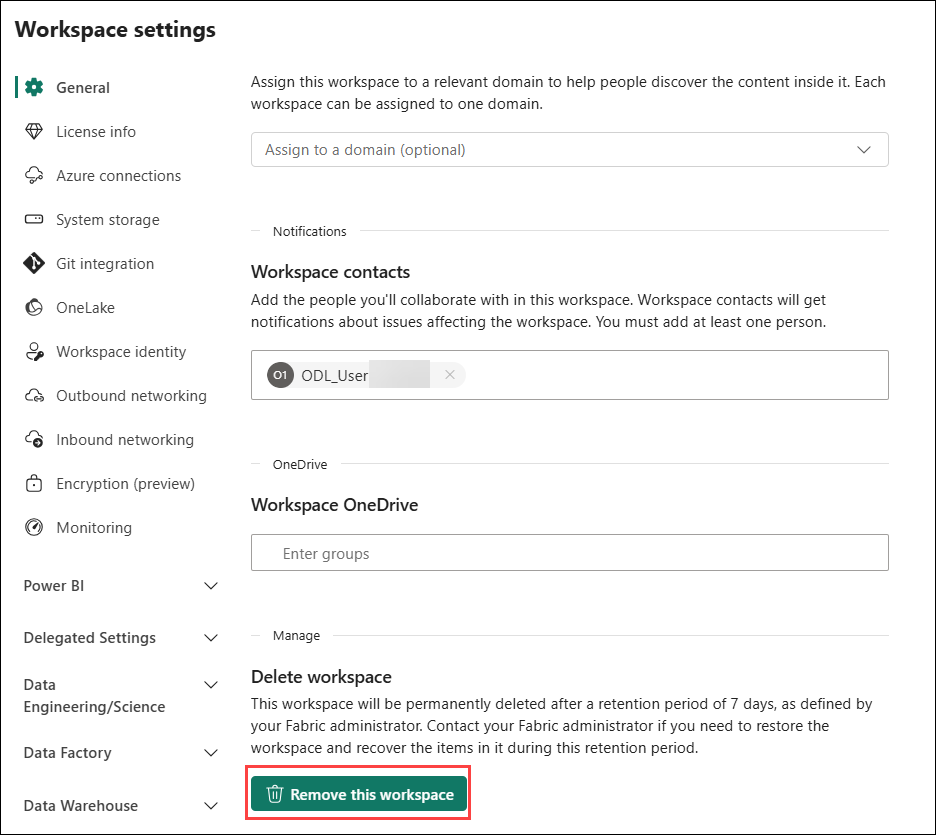 Workspace settings
General
License info
Azure connections
System storage
Git integration
OneLake
Workspace identity
Outbound networking
Inbound networking
Encryption (preview)
Monitoring
Power BI
Delegated Settings
Data
Engineering/Science
Data Factory
Data Warehouse
Assign this workspace to a relevant domain to help people discover the content inside it. Each
workspace can be assigned to one domain.
Assign to a domain (optional)
Notifications
Workspace contacts
Add the people you'll collaborate with in this workspace. Workspace contacts will get
notifications about issues affecting the workspace. You must add at least one person.
O1 ODL_User
OneDrive
Workspace OneDrive
Enter groups
Manage
Delete workspace
This workspace will be permanently deleted after a retention period of 7 days, as defined by
your Fabric administrator. Contact your Fabric administrator if you need to restore the
workspace and recover the items in it during this retention period.
Remove this workspace